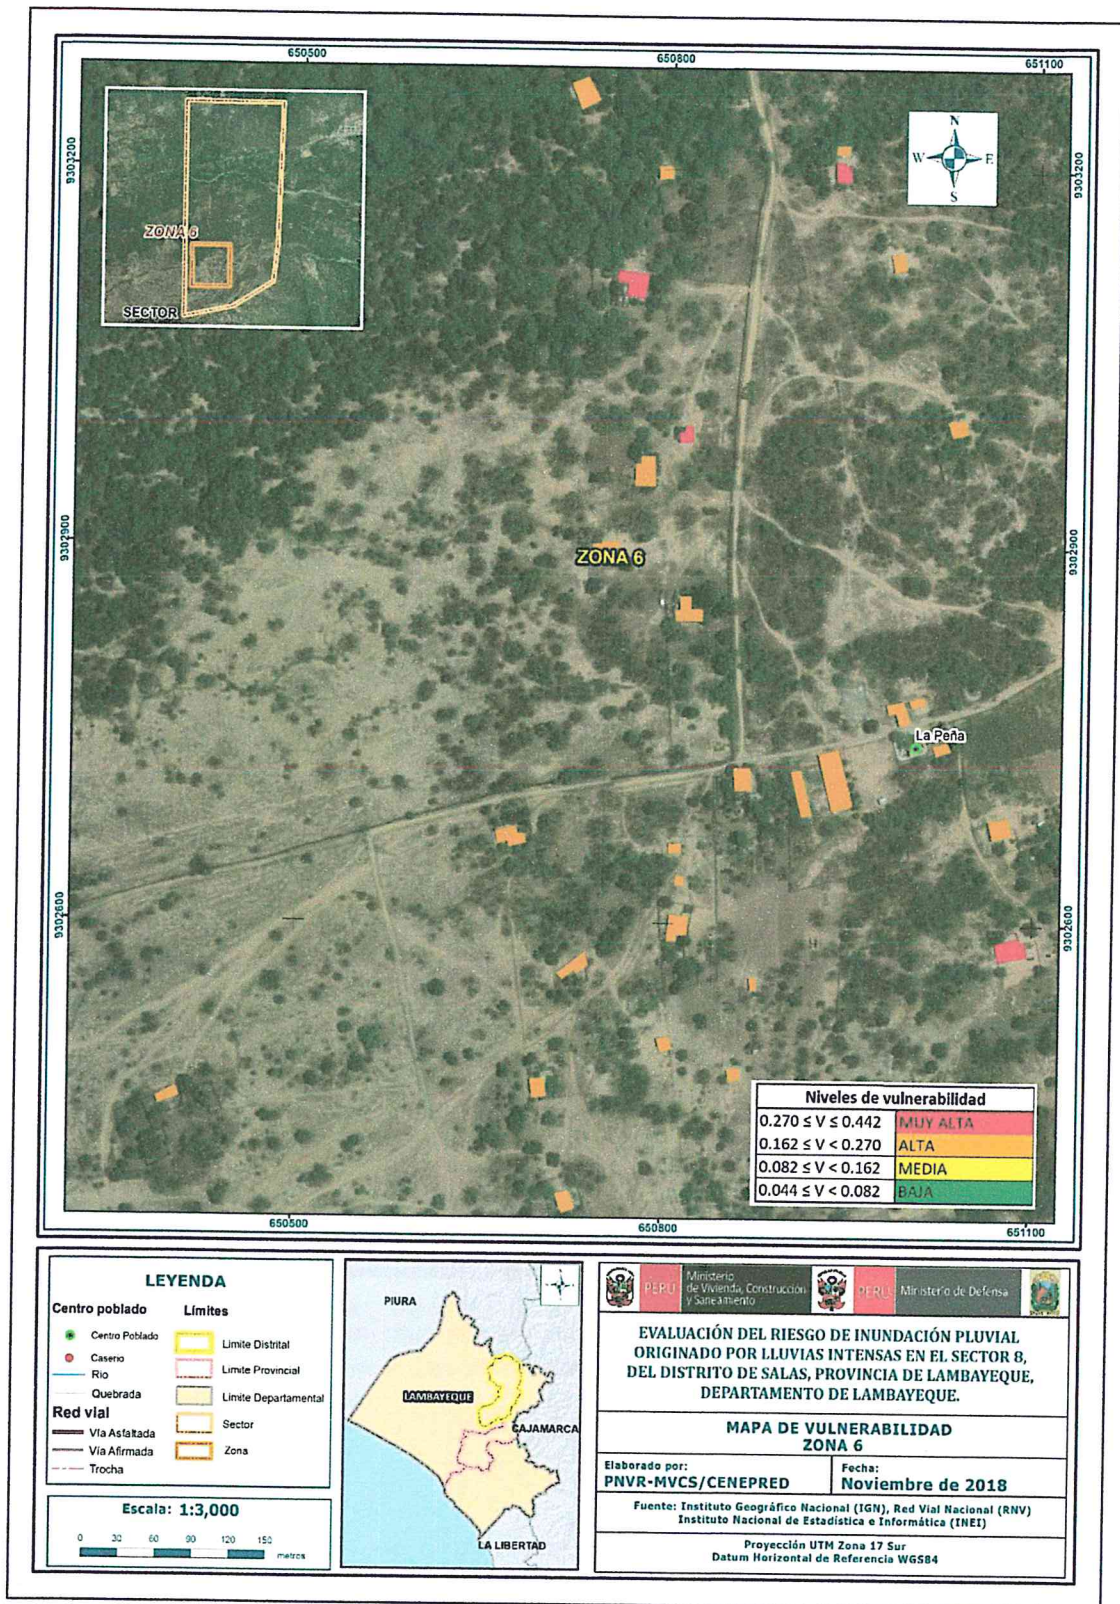 650500
650800
651100
9303200
9303200
N
W
E
S
ZONA 6
SECTOR
9302900
ZONA 6
9302900
La Peña
9302600
9302600
Niveles de vulnerabilidad
0.270 ≤ V ≤ 0.442 MUY ALTA
0.162 ≤ V < 0.270 ALTA
0.082 ≤ V < 0.162 MEDIA
0.044 ≤ V < 0.082 BAJA
650500
650800
651100
LEYENDA
Centro poblado
Centro Poblado
Caserio
Rio
Quebrada
Red vial
Vía Asfaltada
Vía Afirmada
Trocha
Límites
Limite Distrital
Limite Provincial
Limite Departamental
Sector
Zona
Escala: 1:3,000
0 30 60 90 120 150
metros
PIURA
LAMBAYEQUE
CAJAMARCA
LA LIBERTAD
PERÚ
Ministerio
de Vivienda, Construcción
y Saneamiento
PERÚ
Ministerio de Defensa
EVALUACIÓN DEL RIESGO DE INUNDACIÓN PLUVIAL
ORIGINADO POR LLUVIAS INTENSAS EN EL SECTOR 8,
DEL DISTRITO DE SALAS, PROVINCIA DE LAMBAYEQUE,
DEPARTAMENTO DE LAMBAYEQUE.
MAPA DE VULNERABILIDAD
ZONA 6
Elaborado por:
PNVR-MVCS/CENEPRED
Fecha:
Noviembre de 2018
Fuente: Instituto Geográfico Nacional (IGN), Red Vial Nacional (RNV)
Instituto Nacional de Estadística e Informática (INEI)
Proyección UTM Zona 17 Sur
Datum Horizontal de Referencia WGS84